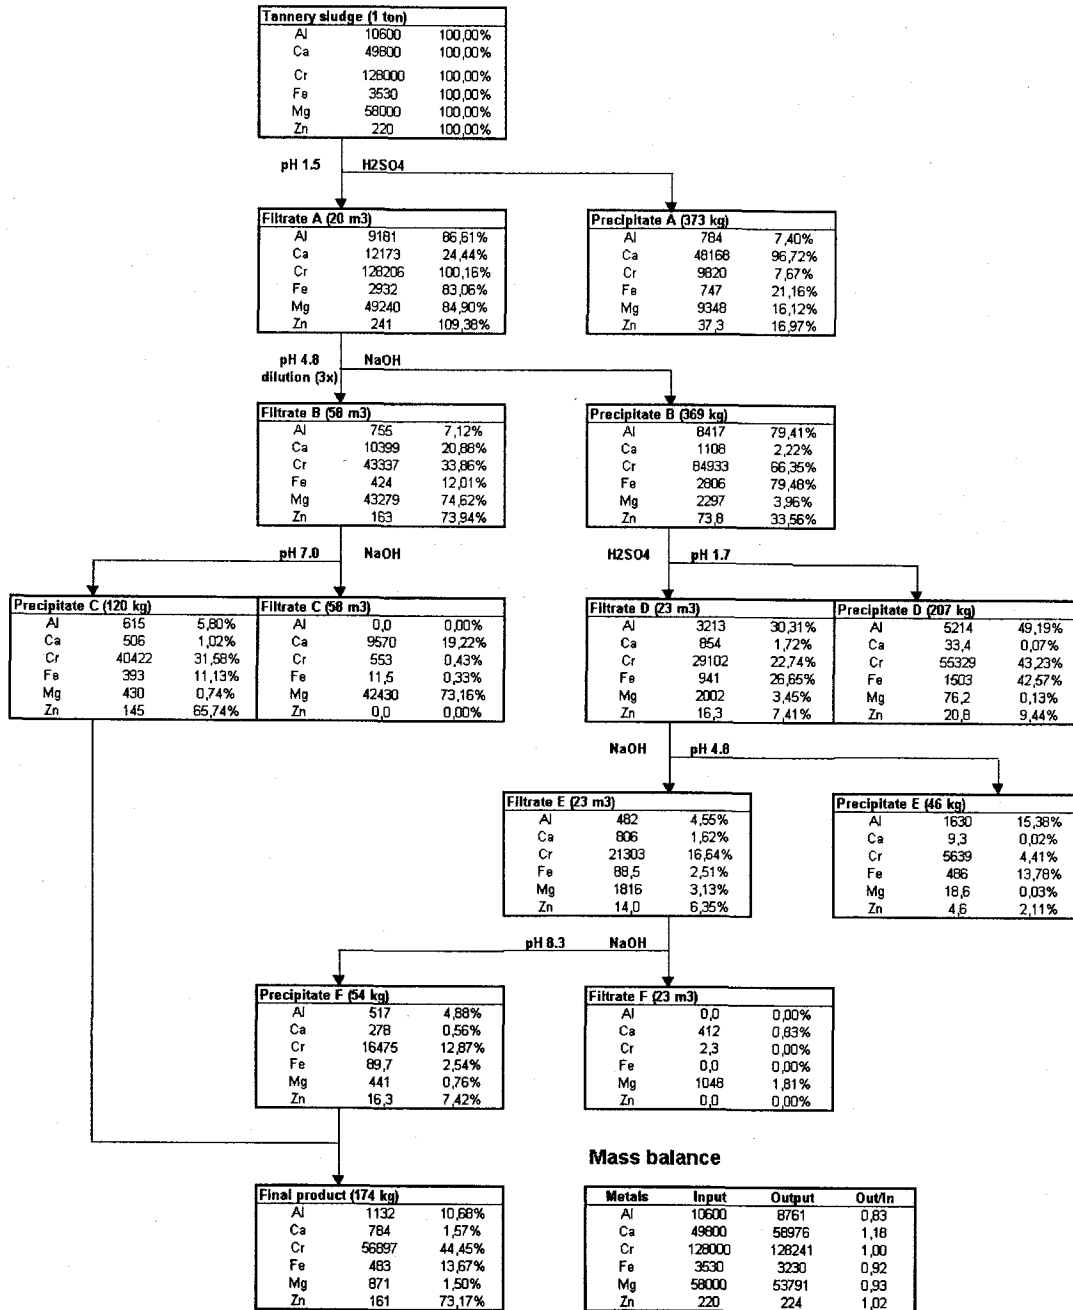 Tannery sludge (1 ton)
Al 10600 100,00%
Ca 49800 100,00%
Cr 128000 100,00%
Fe 3530 100,00%
Mg 58000 100,00%
Zn 220 100,00%
pH 1.5 H2SO4
Filtrate A (20 m3)
Al 9181 86,61%
Ca 12173 24,44%
Cr 128206 100,16%
Fe 2932 83,06%
Mg 49240 84,90%
Zn 241 109,38%
Precipitate A (373 kg)
Al 784 7,40%
Ca 48168 96,72%
Cr 9820 7,67%
Fe 747 21,16%
Mg 9348 16,12%
Zn 37,3 16,97%
pH 4.8 NaOH
dilution (3x)
Filtrate B (58 m3)
Al 755 7,12%
Ca 10399 20,88%
Cr 43337 33,86%
Fe 424 12,01%
Mg 43279 74,62%
Zn 163 73,94%
Precipitate B (369 kg)
Al 8417 79,41%
Ca 1108 2,22%
Cr 84933 66,35%
Fe 2806 79,48%
Mg 2297 3,96%
Zn 73,8 33,56%
pH 7.0 NaOH
H2SO4 pH 1.7
Precipitate C (120 kg)
Al 615 5,80%
Ca 506 1,02%
Cr 40422 31,58%
Fe 393 11,13%
Mg 430 0,74%
Zn 145 65,74%
Filtrate C (58 m3)
Al 0,0 0,00%
Ca 9570 19,22%
Cr 553 0,43%
Fe 11,5 0,33%
Mg 42430 73,16%
Zn 0,0 0,00%
Filtrate D (23 m3)
Al 3213 30,31%
Ca 854 1,72%
Cr 29102 22,74%
Fe 941 26,65%
Mg 2002 3,45%
Zn 16,3 7,41%
Precipitate D (207 kg)
Al 5214 49,19%
Ca 33,4 0,07%
Cr 55329 43,23%
Fe 1503 42,57%
Mg 76,2 0,13%
Zn 20,8 9,44%
NaOH pH 4.8
Filtrate E (23 m3)
Al 482 4,55%
Ca 806 1,62%
Cr 21303 16,64%
Fe 88,5 2,51%
Mg 1816 3,13%
Zn 14,0 6,35%
Precipitate E (46 kg)
Al 1630 15,38%
Ca 9,3 0,02%
Cr 5639 4,41%
Fe 486 13,78%
Mg 18,6 0,03%
Zn 4,6 2,11%
pH 8.3 NaOH
Precipitate F (54 kg)
Al 517 4,88%
Ca 278 0,56%
Cr 16475 12,87%
Fe 89,7 2,54%
Mg 441 0,76%
Zn 16,3 7,42%
Filtrate F (23 m3)
Al 0,0 0,00%
Ca 412 0,83%
Cr 2,3 0,00%
Fe 0,0 0,00%
Mg 1048 1,81%
Zn 0,0 0,00%
Final product (174 kg)
Al 1132 10,68%
Ca 784 1,57%
Cr 56897 44,45%
Fe 483 13,67%
Mg 871 1,50%
Zn 161 73,17%
Mass balance
Metals Input Output Out/In
Al 10600 8761 0,83
Ca 49800 58976 1,18
Cr 128000 128241 1,00
Fe 3530 3230 0,92
Mg 58000 53791 0,93
Zn 220 224 1,02